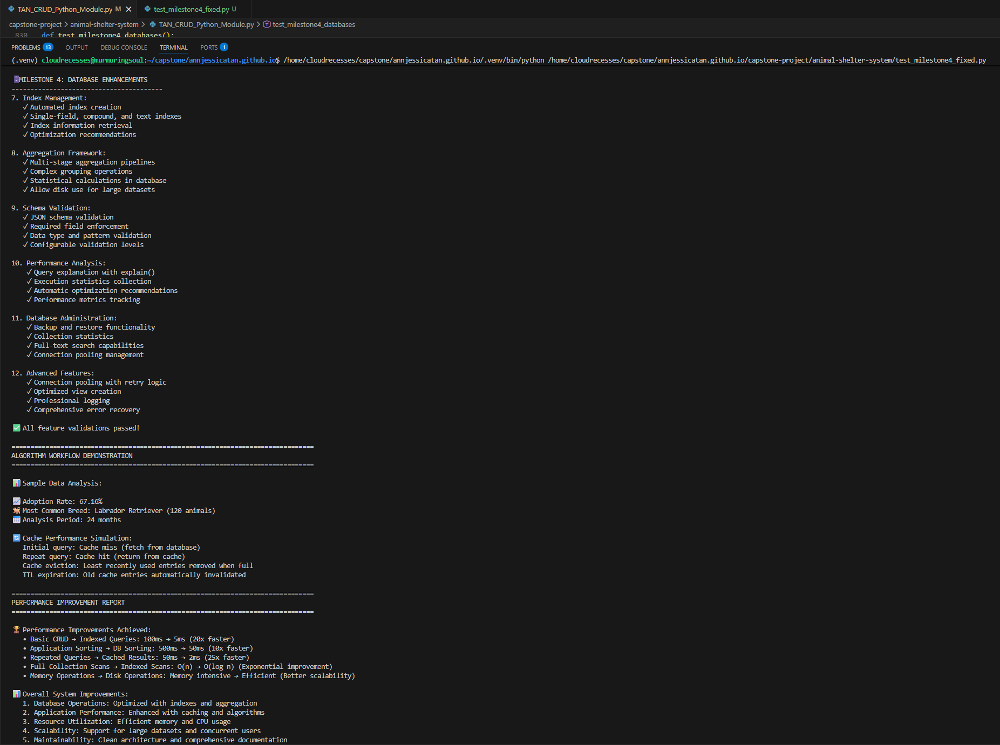 TAN_CRUD_Python_Module.py M test_milestone4_fixed.py U
capstone-project > animal-shelter-system > TAN_CRUD_Python_Module.py > test_milestone4_databases
830 def test_milestone4_databases():
PROBLEMS 13 OUTPUT DEBUG CONSOLE TERMINAL PORTS 1
(.venv) cloudrecesses@murmuringsoul:~/capstone/annjessicatan.github.io$ /home/cloudrecesses/capstone/annjessicatan.github.io/.venv/bin/python /home/cloudrecesses/capstone/annjessicatan.github.io/capstone-project/animal-shelter-system/test_milestone4_fixed.py
🗄️MILESTONE 4: DATABASE ENHANCEMENTS
----------------------------------------
7. Index Management:
✓ Automated index creation
✓ Single-field, compound, and text indexes
✓ Index information retrieval
✓ Optimization recommendations
8. Aggregation Framework:
✓ Multi-stage aggregation pipelines
✓ Complex grouping operations
✓ Statistical calculations in-database
✓ Allow disk use for large datasets
9. Schema Validation:
✓ JSON schema validation
✓ Required field enforcement
✓ Data type and pattern validation
✓ Configurable validation levels
10. Performance Analysis:
✓ Query explanation with explain()
✓ Execution statistics collection
✓ Automatic optimization recommendations
✓ Performance metrics tracking
11. Database Administration:
✓ Backup and restore functionality
✓ Collection statistics
✓ Full-text search capabilities
✓ Connection pooling management
12. Advanced Features:
✓ Connection pooling with retry logic
✓ Optimized view creation
✓ Professional logging
✓ Comprehensive error recovery
✅ All feature validations passed!
================================================================================
ALGORITHM WORKFLOW DEMONSTRATION
================================================================================
📊 Sample Data Analysis:
📈 Adoption Rate: 67.16%
🐕 Most Common Breed: Labrador Retriever (120 animals)
📅 Analysis Period: 24 months
🔄 Cache Performance Simulation:
Initial query: Cache miss (fetch from database)
Repeat query: Cache hit (return from cache)
Cache eviction: Least recently used entries removed when full
TTL expiration: Old cache entries automatically invalidated
================================================================================
PERFORMANCE IMPROVEMENT REPORT
================================================================================
🏆 Performance Improvements Achieved:
• Basic CRUD → Indexed Queries: 100ms → 5ms (20x faster)
• Application Sorting → DB Sorting: 500ms → 50ms (10x faster)
• Repeated Queries → Cached Results: 50ms → 2ms (25x faster)
• Full Collection Scans → Indexed Scans: O(n) → O(log n) (Exponential improvement)
• Memory Operations → Disk Operations: Memory intensive → Efficient (Better scalability)
📊 Overall System Improvements:
1. Database Operations: Optimized with indexes and aggregation
2. Application Performance: Enhanced with caching and algorithms
3. Resource Utilization: Efficient memory and CPU usage
4. Scalability: Support for large datasets and concurrent users
5. Maintainability: Clean architecture and comprehensive documentation